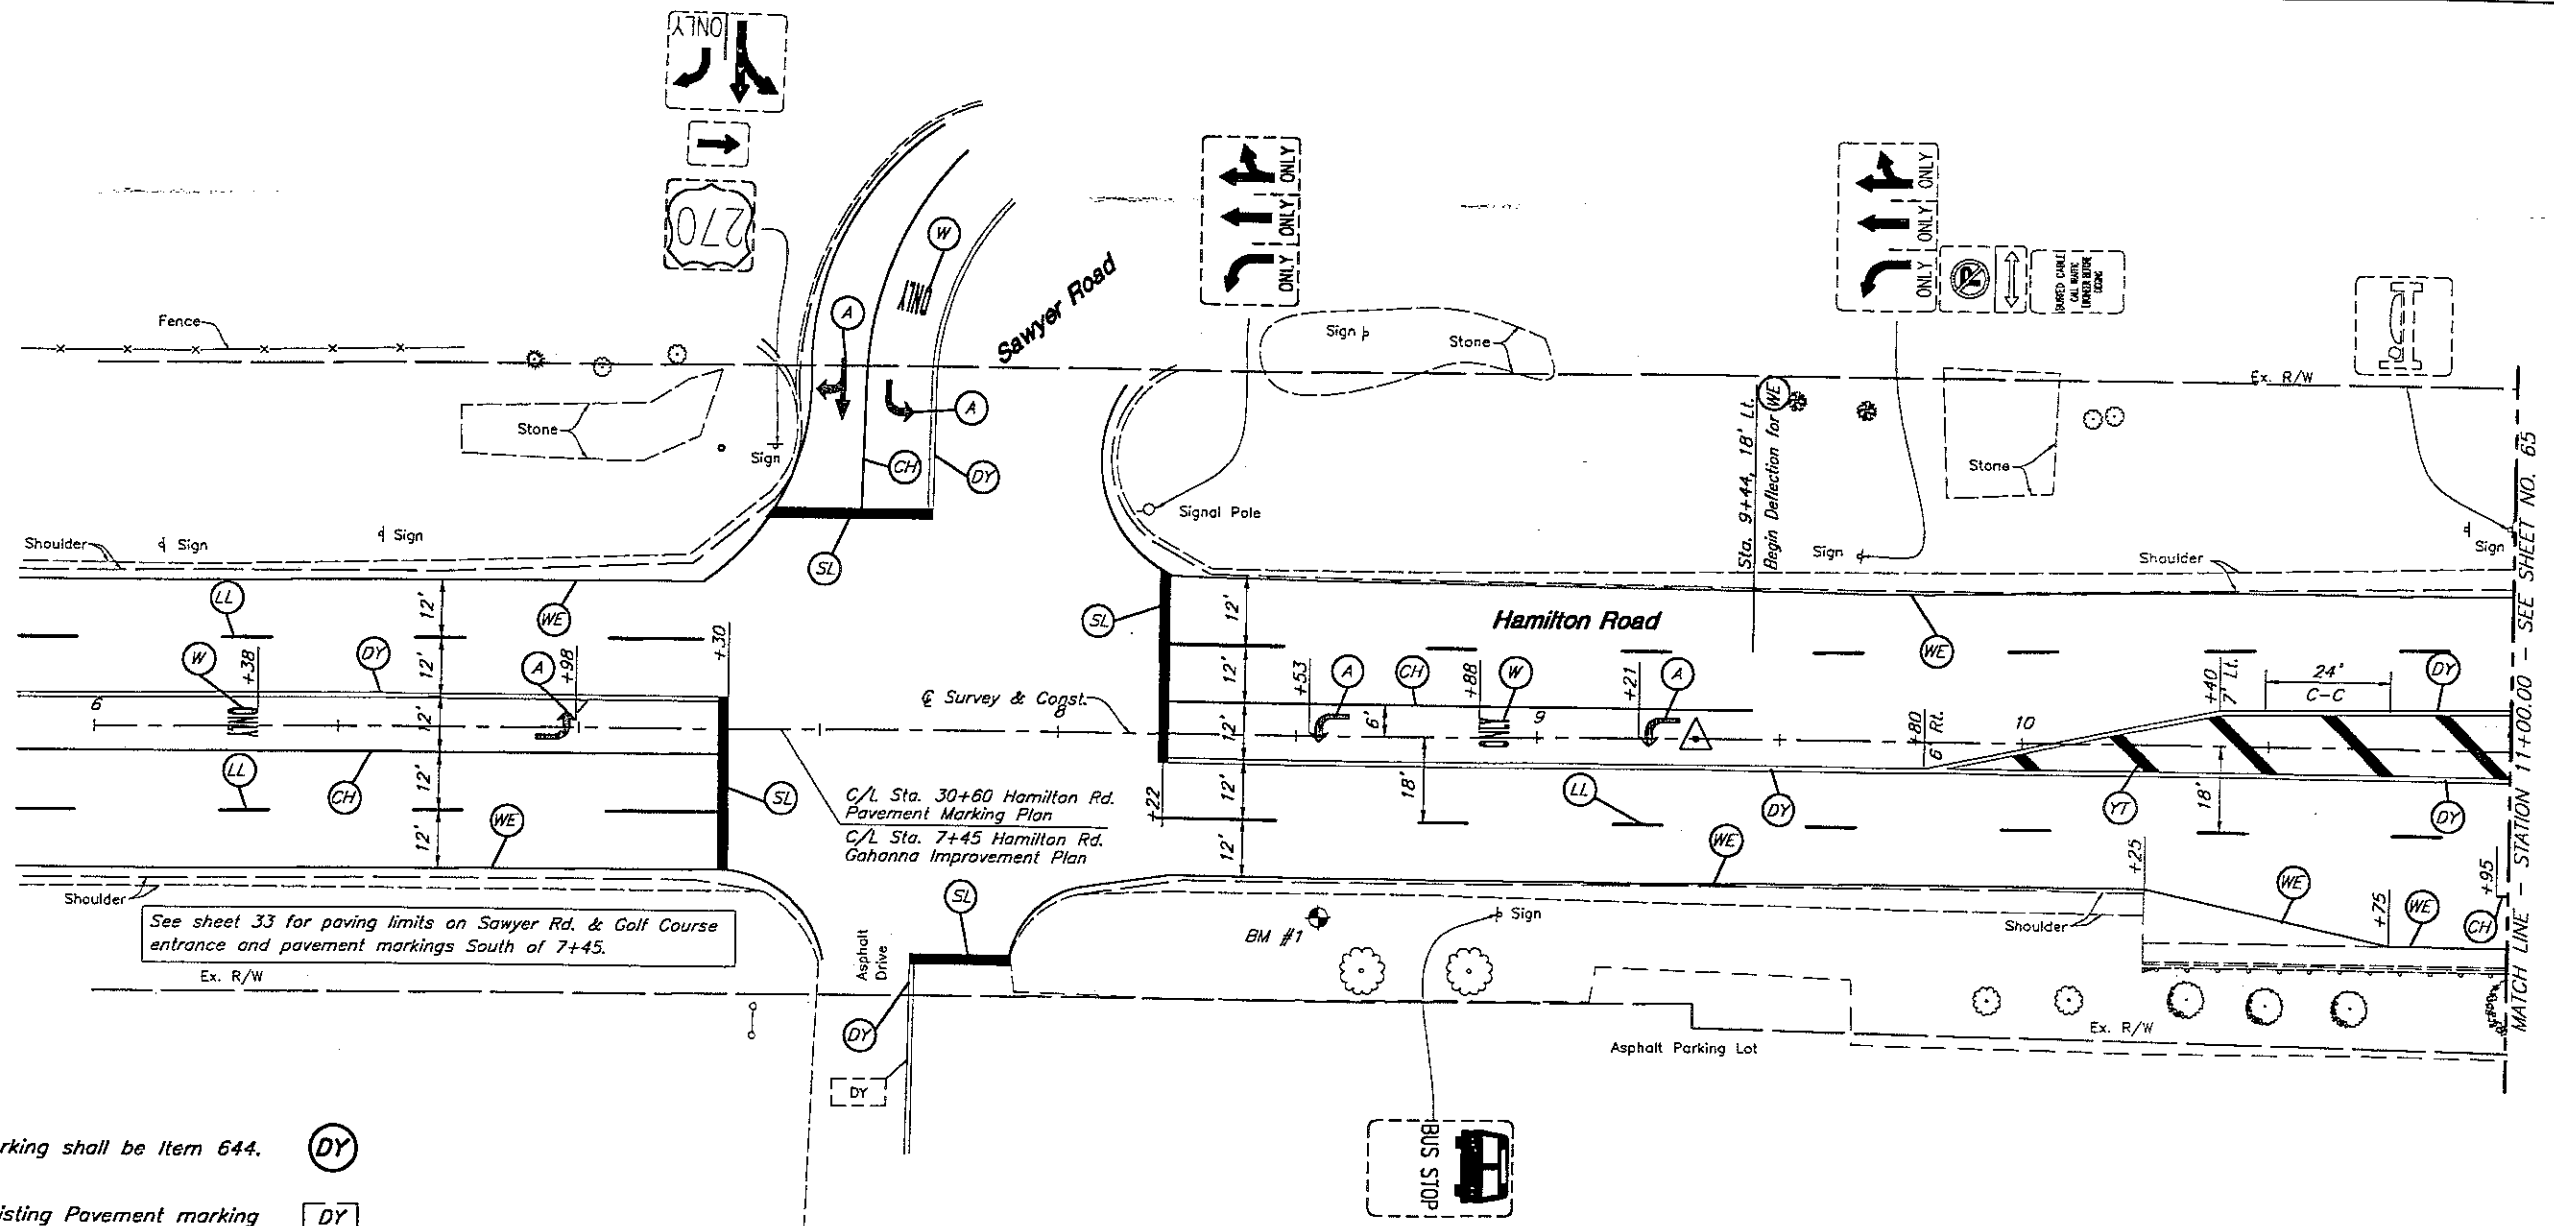 ONLY
270
ONLY
ONLY
ONLY
ONLY
ONLY
ONLY
BURIED CABLE
Fence
Sawyer Road
W
ONLY
A
A
CH
DY
SL
Sign
Stone
Sign
Stone
Signal Pole
Sta. 9+44, 18' Lt.
Begin Deflection for WE
Sign
Stone
Ex. R/W
Sign
Shoulder
MATCH LINE - STATION 11+00.00 - SEE SHEET NO. 65
Shoulder
Sign
Sign
LL
12'
WE
SL
12'
Hamilton Road
WE
W
+38
DY
12'
A
+98
+30
12'
+53
A
CH
+88
W
+21
A
+40
7' Lt.
24'
C-C
DY
6
ONLY
12'
℄ Survey & Const.
8
12'
6'
ONLY
9
+80
6' Rt.
10
LL
CH
12'
SL
C/L Sta. 30+60 Hamilton Rd.
Pavement Marking Plan
C/L Sta. 7+45 Hamilton Rd.
Gahanna Improvement Plan
+22
12'
18'
LL
DY
YT
18'
DY
WE
12'
12'
WE
+25
WE
+75
WE
+95
CH
Shoulder
See sheet 33 for paving limits on Sawyer Rd. & Golf Course
entrance and pavement markings South of 7+45.
SL
BM #1
Sign
Shoulder
Ex. R/W
Asphalt
Drive
DY
DY
Asphalt Parking Lot
Ex. R/W
BUS STOP
rking shall be Item 644.
DY
isting Pavement marking
DY